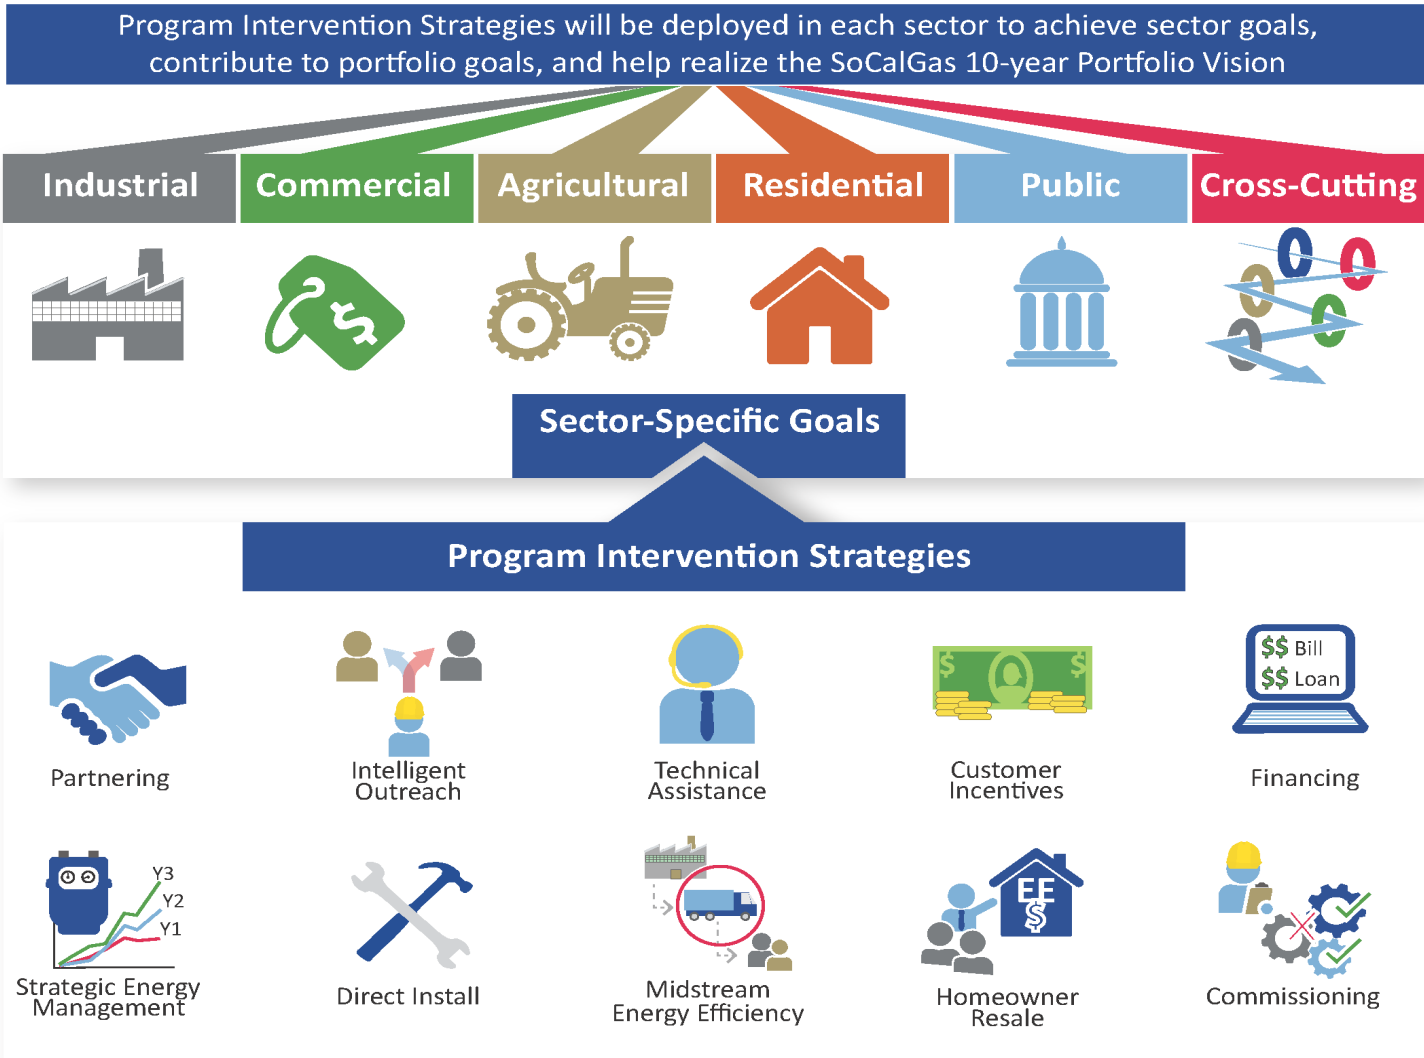 Program Intervention Strategies will be deployed in each sector to achieve sector goals,
contribute to portfolio goals, and help realize the SoCalGas 10-year Portfolio Vision
Industrial
Commercial
Agricultural
Residential
Public
Cross-Cutting
$
Sector-Specific Goals
Program Intervention Strategies
$ $
$$ Bill
$$ Loan
Partnering
Intelligent
Outreach
Technical
Assistance
Customer
Incentives
Financing
Y3
Y2
Y1
EE
$
Strategic Energy
Management
Direct Install
Midstream
Energy Efficiency
Homeowner
Resale
Commissioning